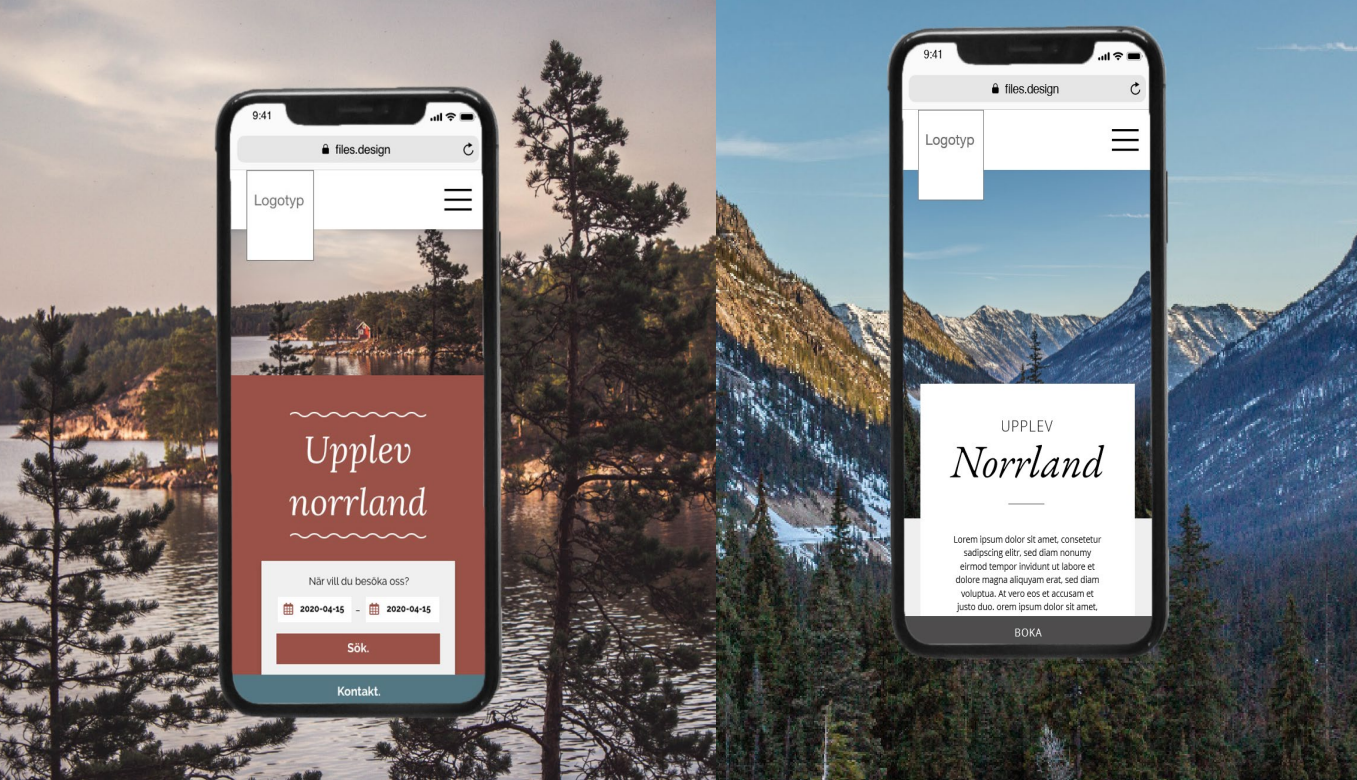 9:41
files.design
Logotyp
Upplev
norrland
När vill du besöka oss?
2020-04-15 - 2020-04-15
Sök.
Kontakt.
9:41
files.design
Logotyp
UPPLEV
Norrland
Lorem ipsum dolor sit amet, consetetur
sadipscing elitr, sed diam nonumy
eirmod tempor invidunt ut labore et
dolore magna aliquyam erat, sed diam
voluptua. At vero eos et accusam et
justo duo. orem ipsum dolor sit amet,
BOKA